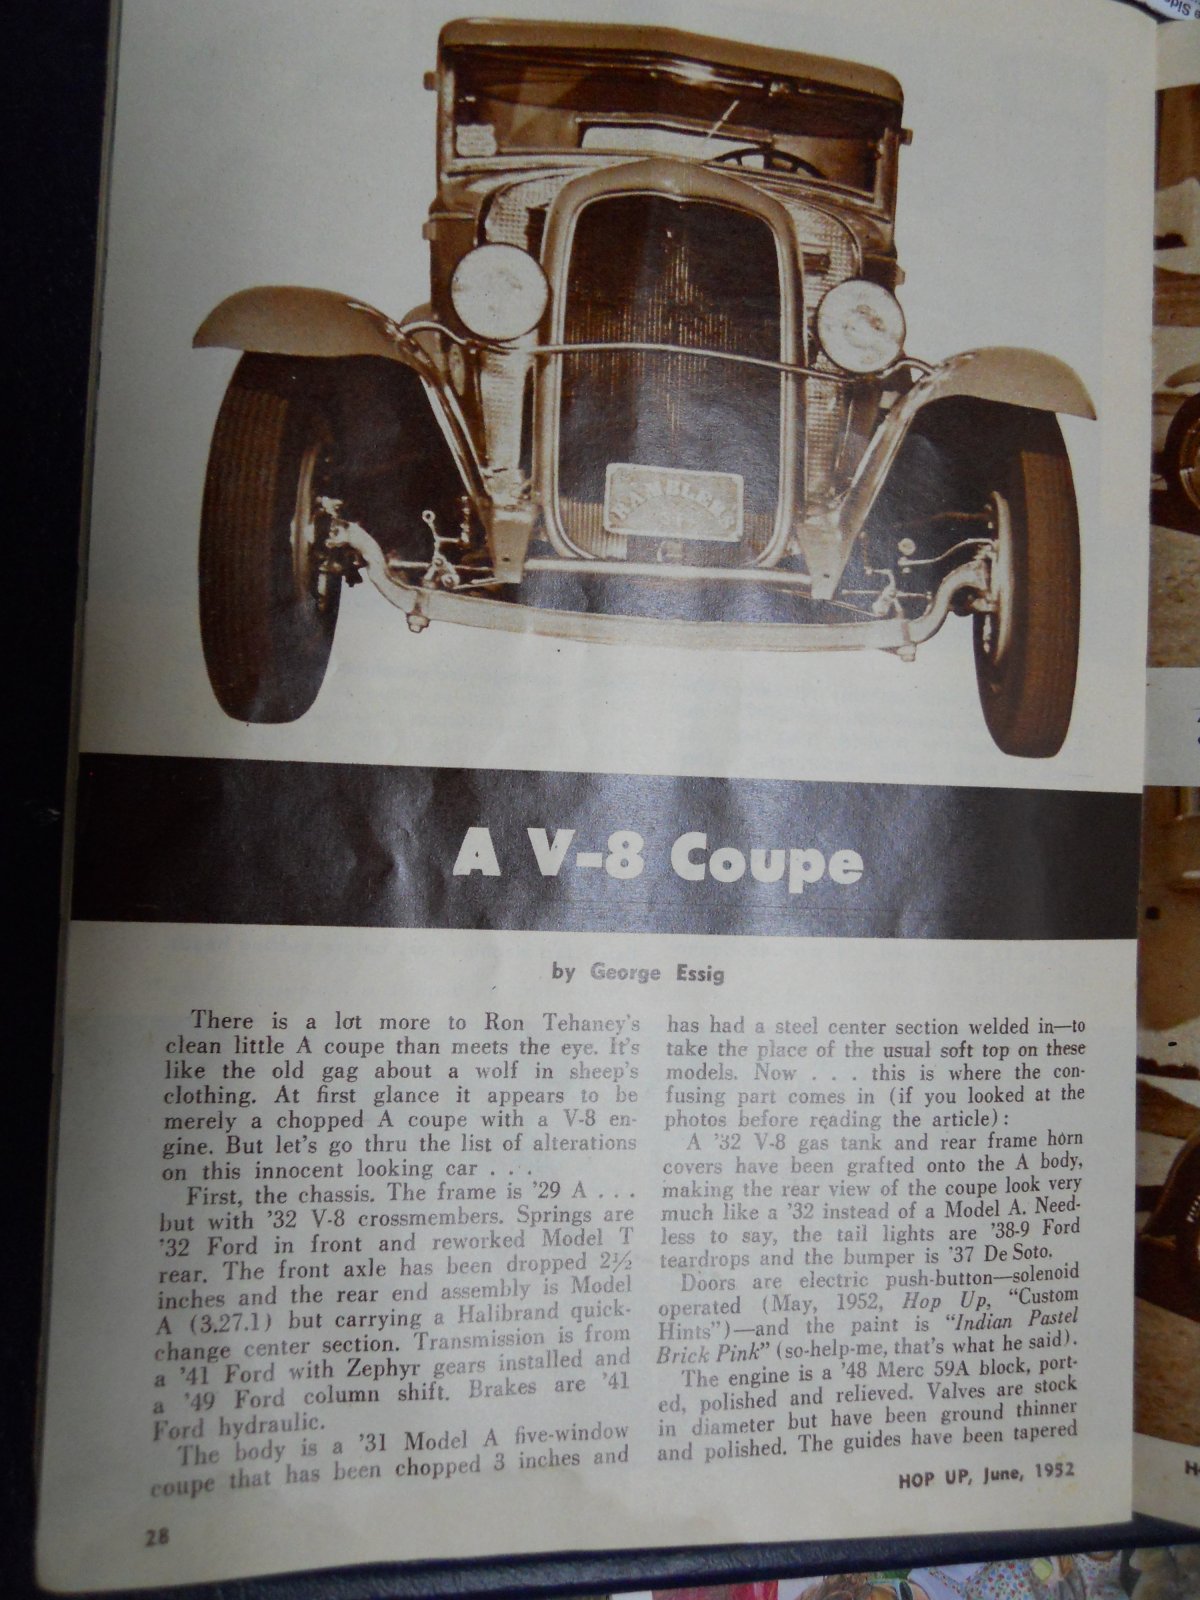 RAMBLERS
A V-8 Coupe
by George Essig
There is a lot more to Ron Tehaney's
clean little A coupe than meets the eye. It's
like the old gag about a wolf in sheep's
clothing. At first glance it appears to be
merely a chopped A coupe with a V-8 en-
gine. But let's go thru the list of alterations
on this innocent looking car . . .
First, the chassis. The frame is '29 A . . .
but with '32 V-8 crossmembers. Springs are
'32 Ford in front and reworked Model T
rear. The front axle has been dropped 2½
inches and the rear end assembly is Model
A (3.27.1) but carrying a Halibrand quick-
change center section. Transmission is from
a '41 Ford with Zephyr gears installed and
a '49 Ford column shift. Brakes are '41
Ford hydraulic.
The body is a '31 Model A five-window
coupe that has been chopped 3 inches and
has had a steel center section welded in—to
take the place of the usual soft top on these
models. Now . . . this is where the con-
fusing part comes in (if you looked at the
photos before reading the article):
A '32 V-8 gas tank and rear frame horn
covers have been grafted onto the A body,
making the rear view of the coupe look very
much like a '32 instead of a Model A. Need-
less to say, the tail lights are '38-9 Ford
teardrops and the bumper is '37 De Soto.
Doors are electric push-button—solenoid
operated (May, 1952, Hop Up, "Custom
Hints")—and the paint is "Indian Pastel
Brick Pink" (so-help-me, that's what he said).
The engine is a '48 Merc 59A block, port-
ed, polished and relieved. Valves are stock
in diameter but have been ground thinner
and polished. The guides have been tapered
HOP UP, June, 1952
28